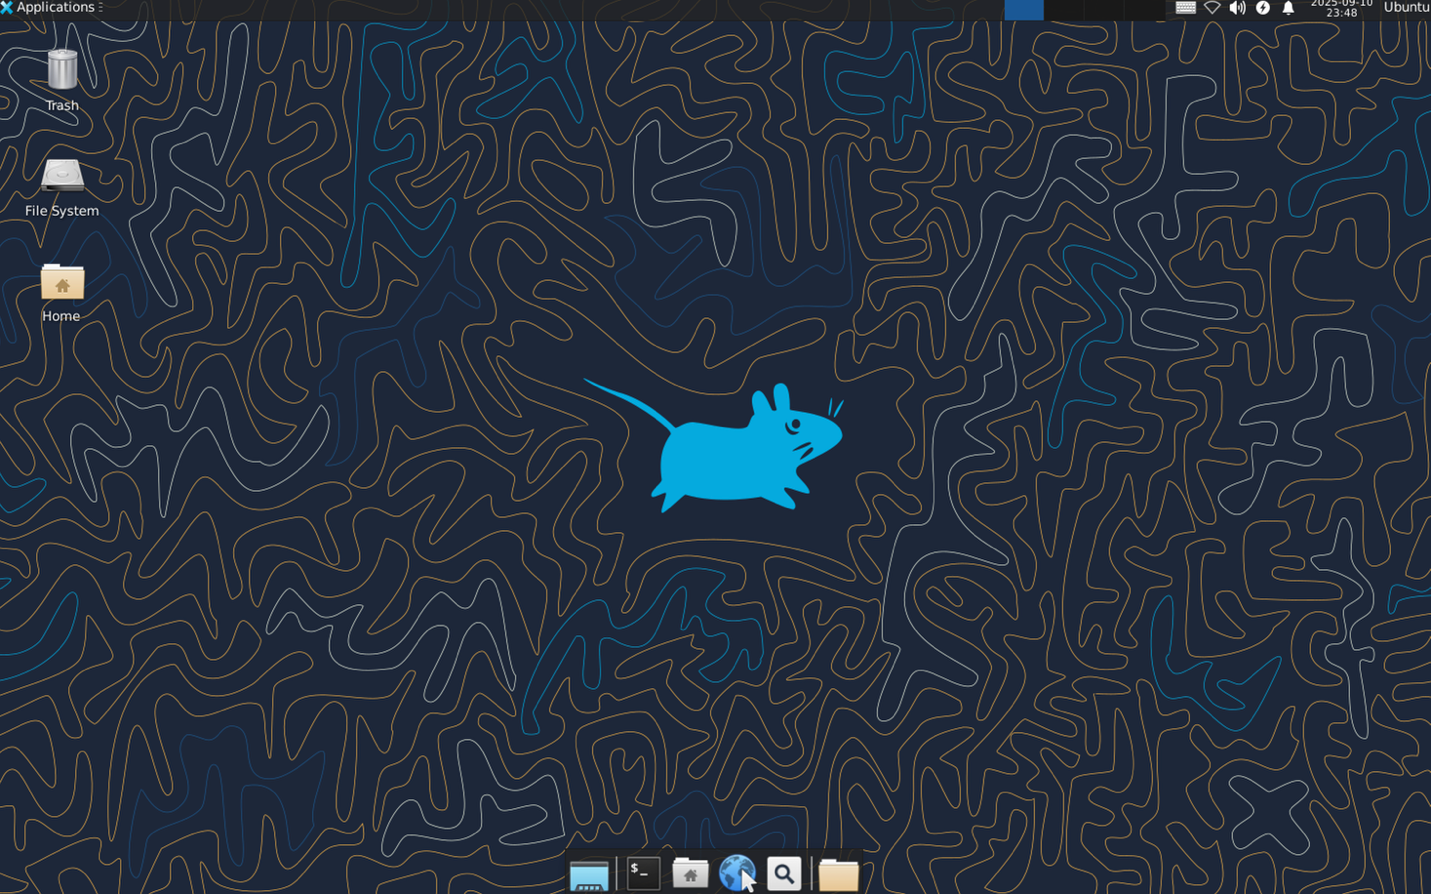 Applications
2025-09-10
23:48
Ubuntu
Trash
File System
Home
$_